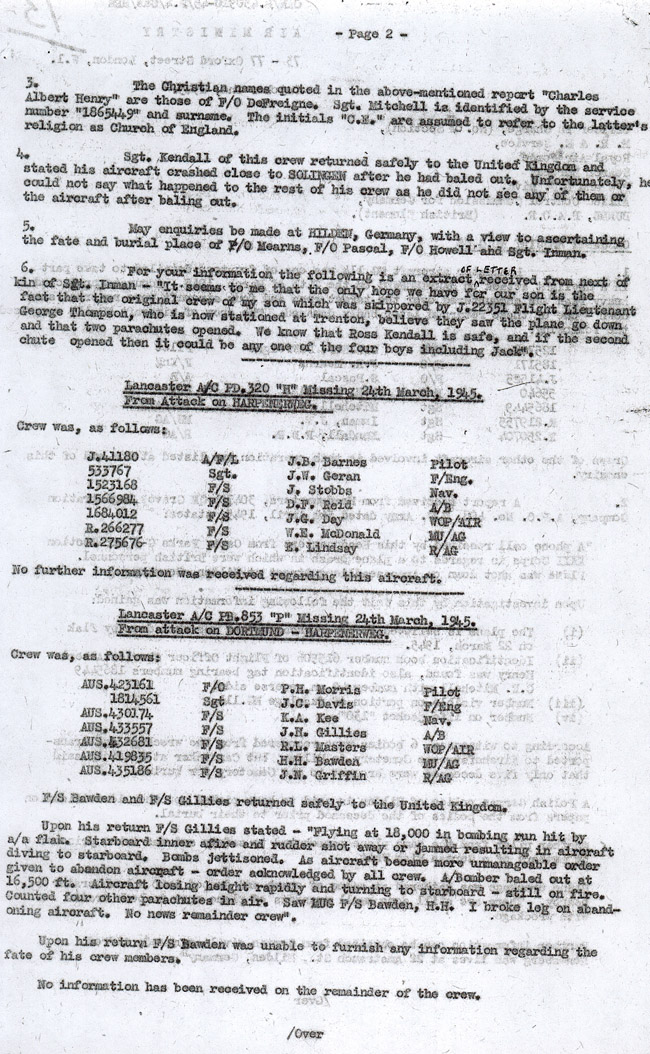 - Page 2 -
3. The Christian names quoted in the above-mentioned report "Charles
Albert Henry" are those of F/O DeFreigne. Sgt. Mitchell is identified by the service
number "1865449" and surname. The initials "C.E." are assumed to refer to the latter's
religion as Church of England.
4. Sgt. Kendall of this crew returned safely to the United Kingdom and
stated his aircraft crashed close to SOLINGEN after he had baled out. Unfortunately, he
could not say what happened to the rest of his crew as he did not see any of them or
the aircraft after baling out.
5. May enquiries be made at HILDEN, Germany, with a view to ascertaining
the fate and burial place of P/O Mearns, F/O Pascal, F/O Howell and Sgt. Inman.
OF LETTER
6. For your information the following is an extract received from next of
kin of Sgt. Inman - "It seems to me that the only hope we have for our son is the
fact that the original crew of my son which was skippered by J.22351 Flight Lieutenant
George Thompson, who is now stationed at Trenton, believe they saw the plane go down
and that two parachutes opened. We know that Ross Kendall is safe, and if the second
chute opened then it could be any one of the four boys including Jack".
Lancaster A/C PD.320 "H" Missing 24th March, 1945.
From Attack on HARPENERWEG.
Crew was, as follows:
J.41180 A/F/L J.B. Barnes Pilot
533767 Sgt. J.W. Geran F/Eng.
1523168 F/S J. Stobbs Nav.
1566984 F/S D.F. Reid A/B
1684012 F/S J.G. Day WOP/AIR
R.266277 F/S W.E. McDonald MU/AG
R.275676 F/S E. Lindsay R/AG
No further information was received regarding this aircraft.
Lancaster A/C PB.853 "P" Missing 24th March, 1945.
From attack on DORTMUND - HARPENERWEG.
Crew was, as follows:
AUS.423161 F/O P.H. Morris Pilot
1814561 Sgt J.C. Davis F/Eng
AUS.430174 F/S K.A. Kee Nav.
AUS.433557 F/S J.H. Gillies A/B
AUS.432681 F/S R.L. Masters WOP/AIR
AUS.419835 F/S H.H. Bawden MU/AG
AUS.435186 F/S J.N. Griffin R/AG
F/S Bawden and F/S Gillies returned safely to the United Kingdom.
Upon his return F/S Gillies stated - "Flying at 18,000 in bombing run hit by
a/a flak. Starboard inner afire and rudder shot away or jammed resulting in aircraft
diving to starboard. Bombs jettisoned. As aircraft became more unmanageable order
given to abandon aircraft - order acknowledged by all crew. A/Bomber baled out at
16,500 ft. Aircraft losing height rapidly and turning to starboard - still on fire.
Counted four other parachutes in air. Saw MUG F/S Bawden, H.H. I broke leg on aband-
oning aircraft. No news remainder crew".
Upon his return F/S Bawden was unable to furnish any information regarding the
fate of his crew members."
No information has been received on the remainder of the crew.
/Over